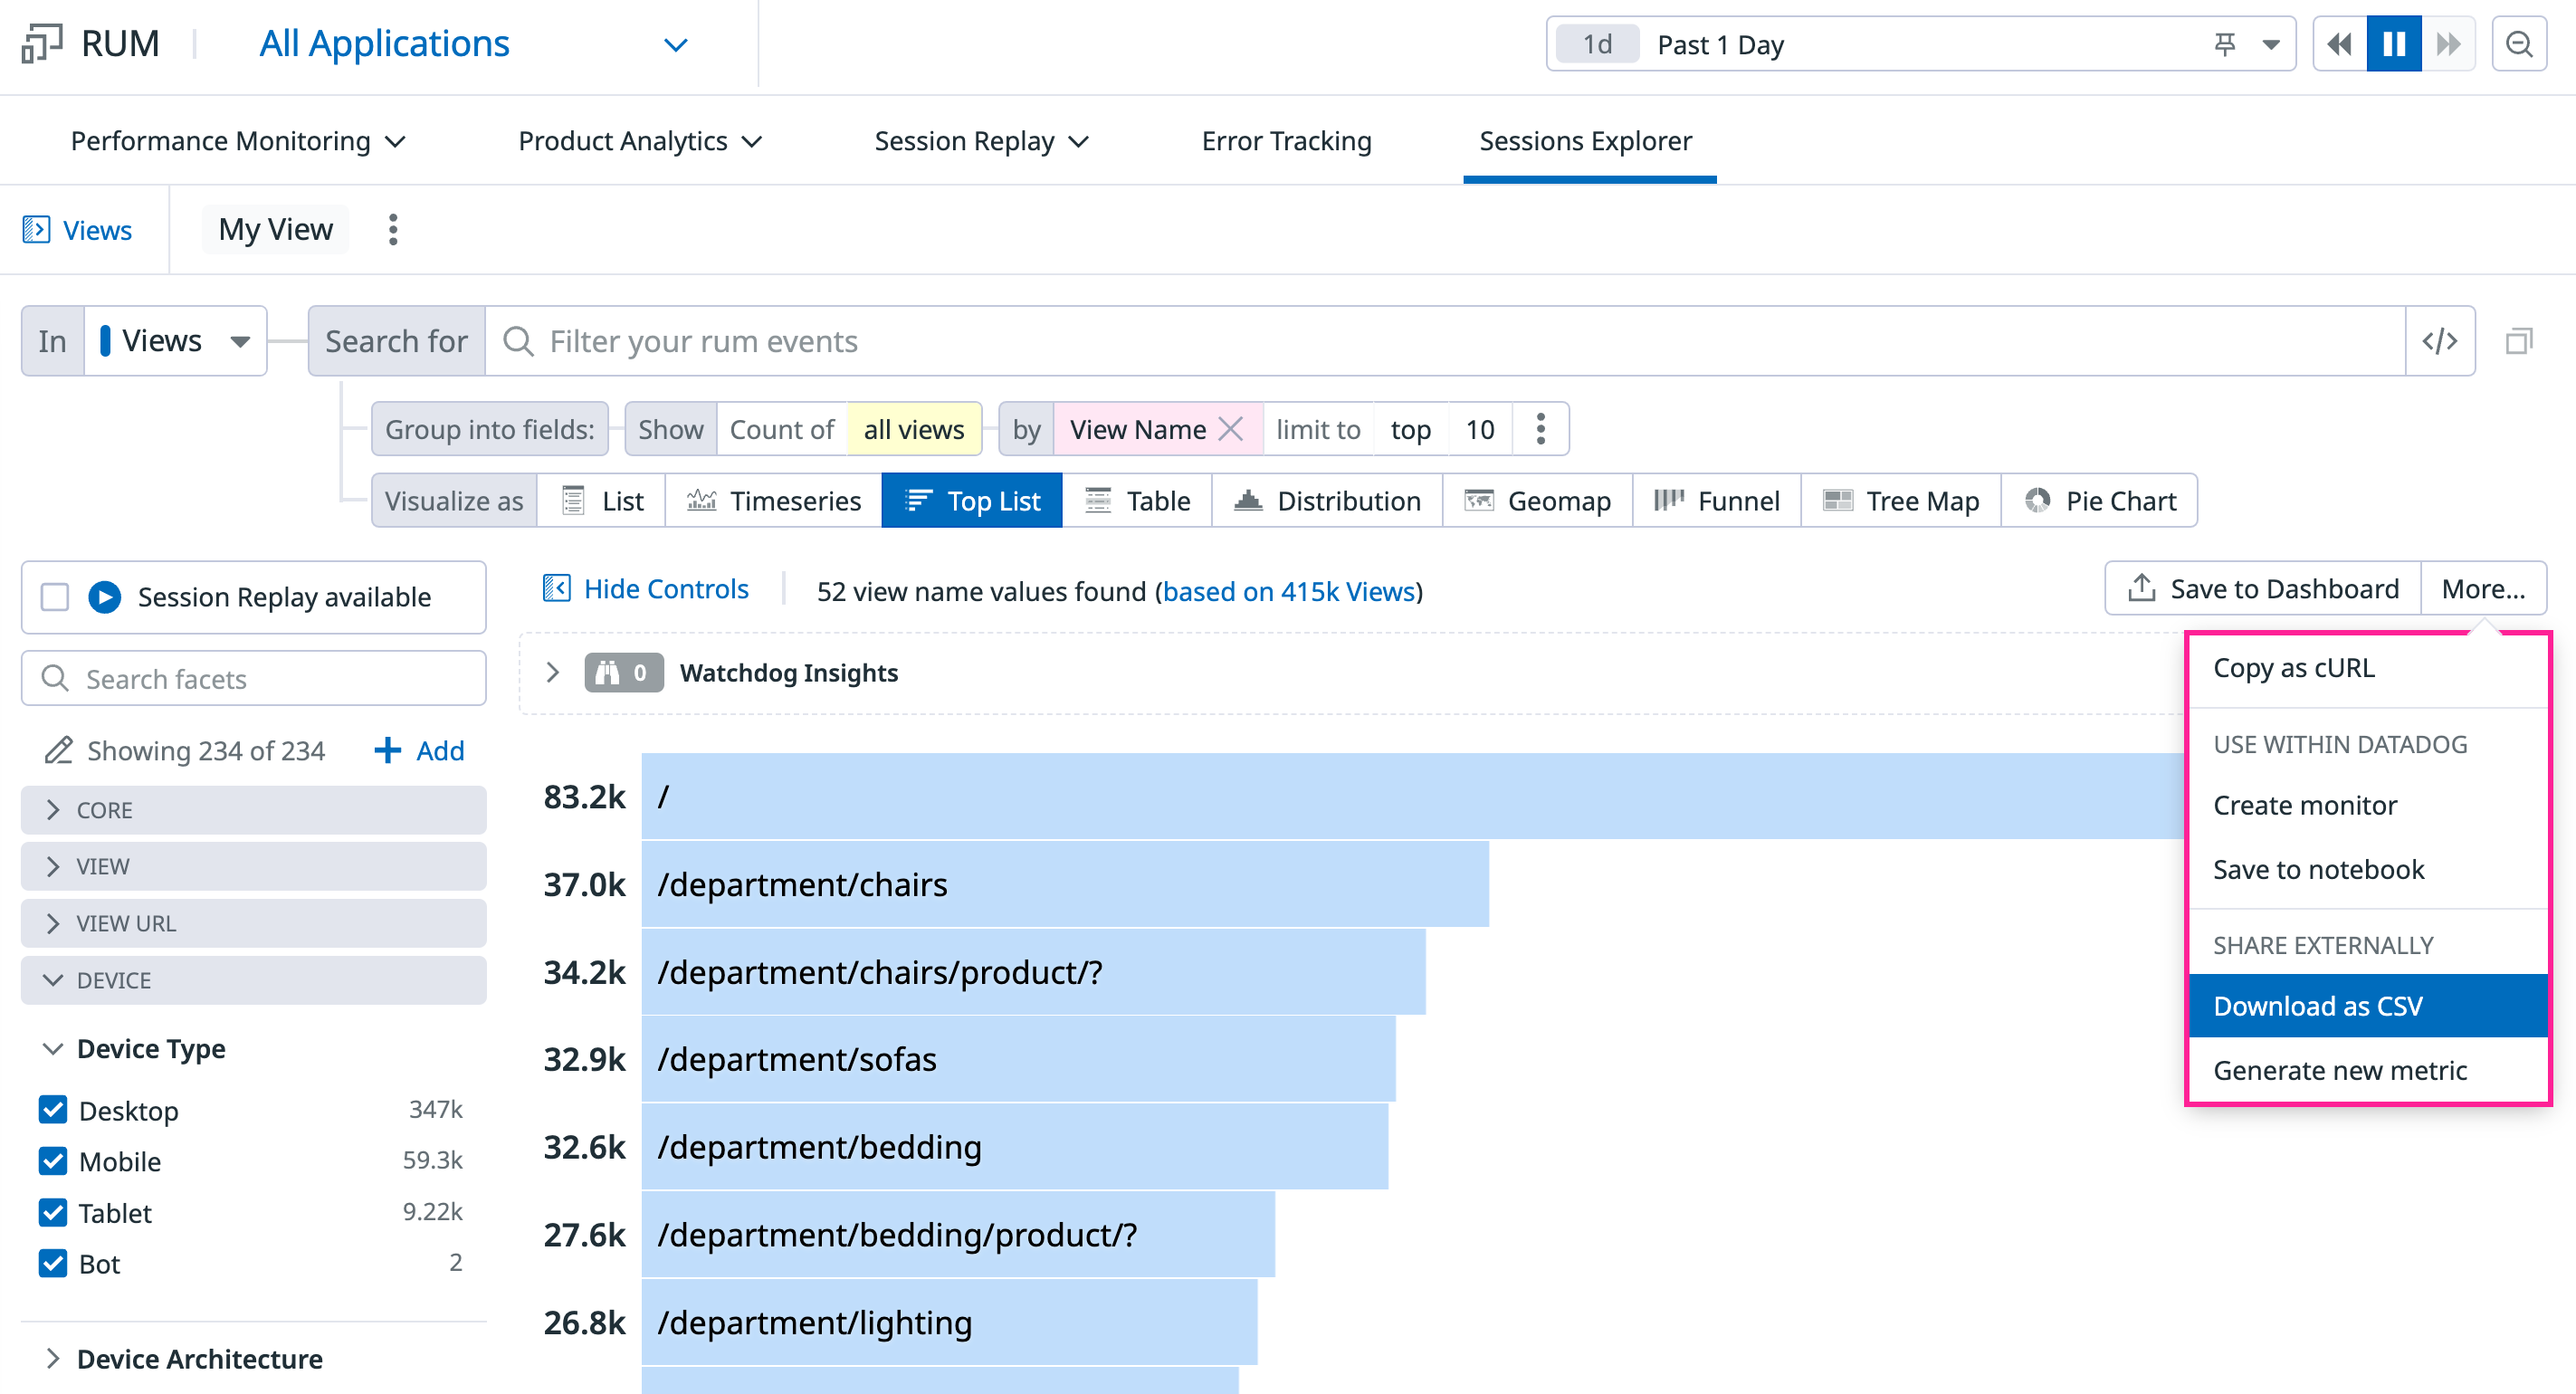 RUM All Applications 1d Past 1 Day
Performance Monitoring Product Analytics Session Replay Error Tracking Sessions Explorer
Views My View
In Views Search for Filter your rum events </>
Group into fields: Show Count of all views by View Name limit to top 10
Visualize as List Timeseries Top List Table Distribution Geomap Funnel Tree Map Pie Chart
Session Replay available
Search facets
Showing 234 of 234 Add
CORE
VIEW
VIEW URL
DEVICE
Device Type
Desktop 347k
Mobile 59.3k
Tablet 9.22k
Bot 2
Device Architecture
Hide Controls 52 view name values found (based on 415k Views) Save to Dashboard More...
0 Watchdog Insights
83.2k /
37.0k /department/chairs
34.2k /department/chairs/product/?
32.9k /department/sofas
32.6k /department/bedding
27.6k /department/bedding/product/?
26.8k /department/lighting
Copy as cURL
USE WITHIN DATADOG
Create monitor
Save to notebook
SHARE EXTERNALLY
Download as CSV
Generate new metric